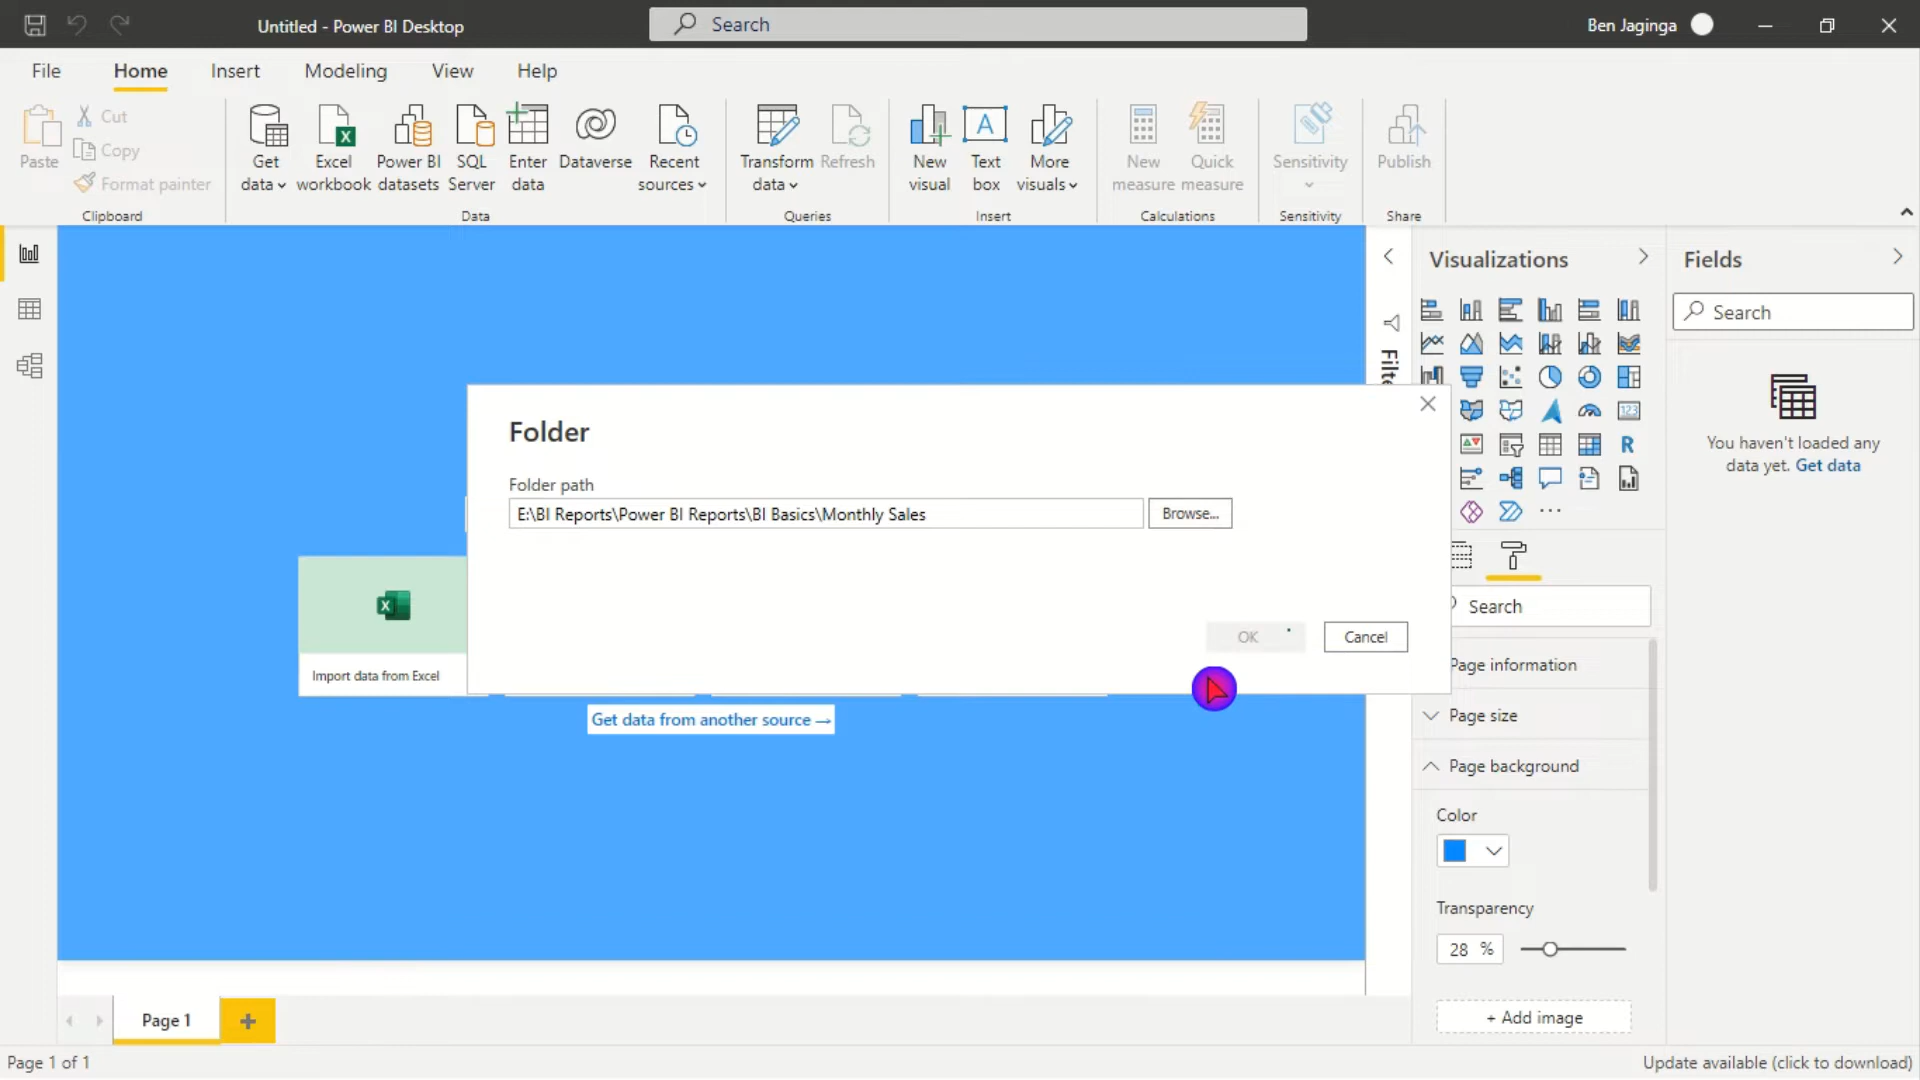 Untitled - Power BI Desktop
Search
Ben Jaginga
File
Home
Insert
Modeling
View
Help
Paste
Cut
Copy
Format painter
Clipboard
Get data
Excel workbook
Power BI datasets
SQL Server
Enter data
Dataverse
Recent sources
Data
Transform data
Refresh
Queries
New visual
Text box
More visuals
Insert
New measure
Quick measure
Calculations
Sensitivity
Sensitivity
Publish
Share
Visualizations
Fields
Search
You haven't loaded any
data yet. Get data
Folder
Folder path
E:\BI Reports\Power BI Reports\BI Basics\Monthly Sales
Browse...
OK
Cancel
Import data from Excel
Get data from another source →
Search
Page information
Page size
Page background
Color
Transparency
28 %
+ Add image
Page 1
Page 1 of 1
Update available (click to download)